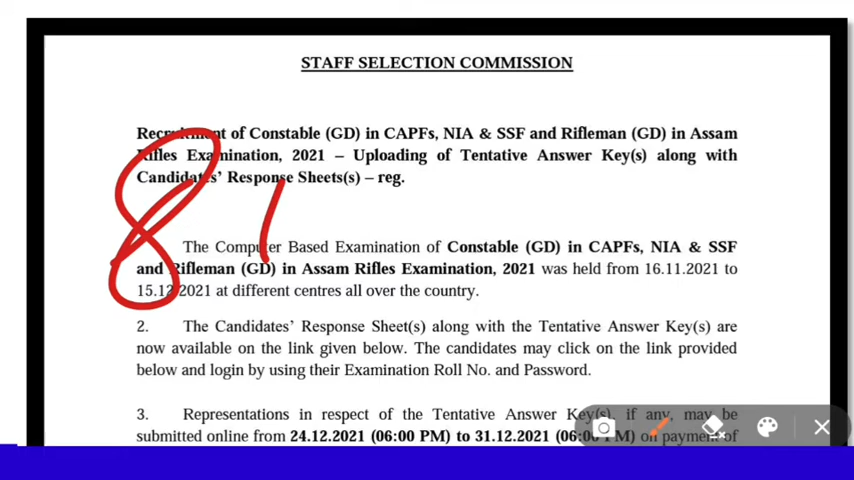 STAFF SELECTION COMMISSION
Recruitment of Constable (GD) in CAPFs, NIA & SSF and Rifleman (GD) in Assam
Rifles Examination, 2021 – Uploading of Tentative Answer Key(s) along with
Candidates' Response Sheets(s) – reg.
The Computer Based Examination of Constable (GD) in CAPFs, NIA & SSF
and Rifleman (GD) in Assam Rifles Examination, 2021 was held from 16.11.2021 to
15.12.2021 at different centres all over the country.
2. The Candidates' Response Sheet(s) along with the Tentative Answer Key(s) are
now available on the link given below. The candidates may click on the link provided
below and login by using their Examination Roll No. and Password.
3. Representations in respect of the Tentative Answer Key(s), if any, may be
submitted online from 24.12.2021 (06:00 PM) to 31.12.2021 (06:00 PM) on payment of
8